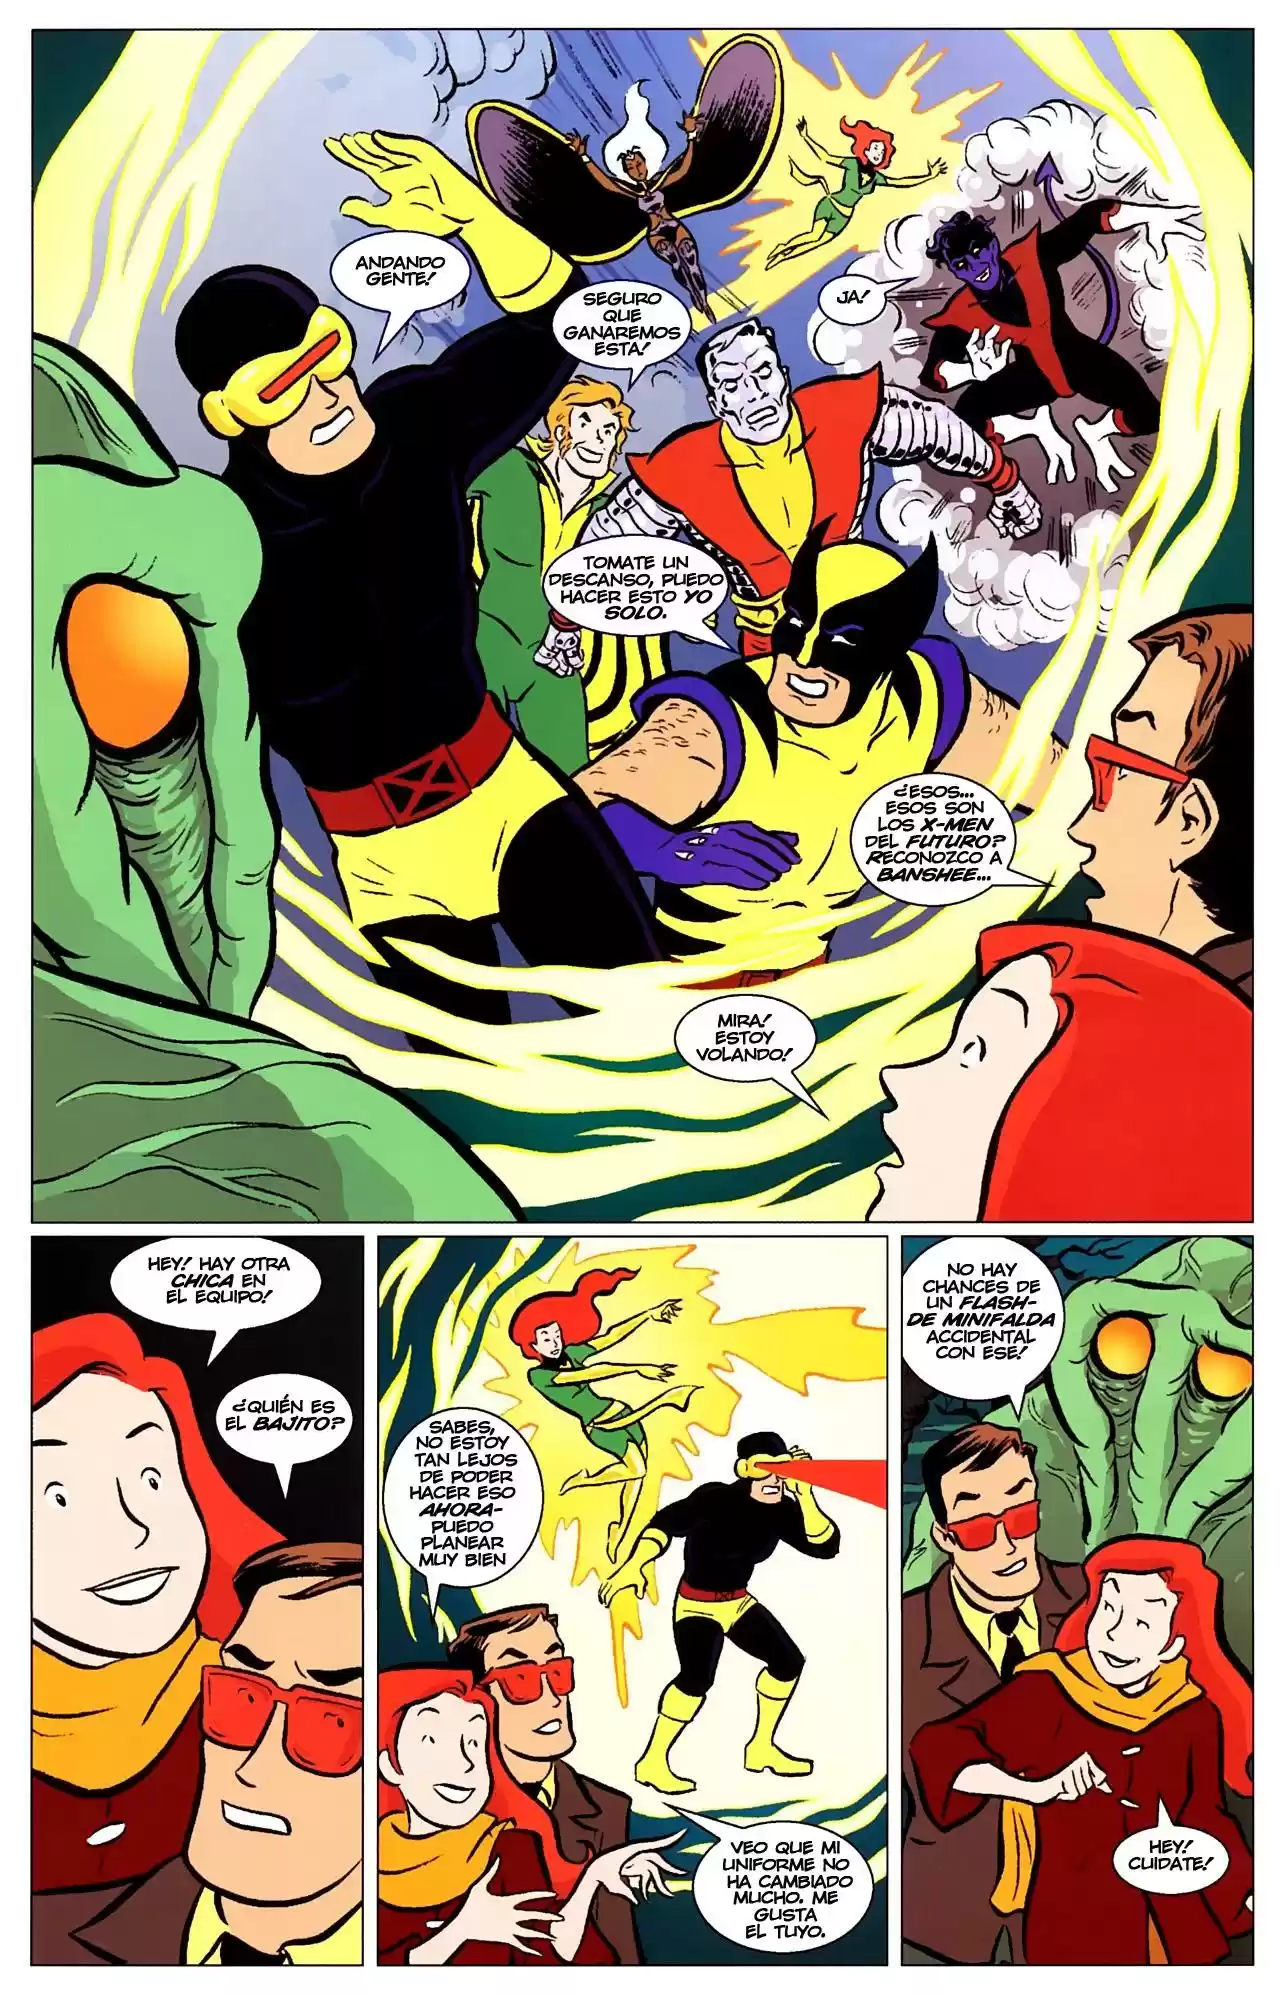 ANDANDO
GENTE!
SEGURO
QUE
GANAREMOS
ESTA!
JA!
TOMATE UN
DESCANSO, PUEDO
HACER ESTO YO
SOLO.
¿ESOS...
ESOS SON
LOS X-MEN
DEL FUTURO?
RECONOZCO A
BANSHEE...
MIRA!
ESTOY
VOLANDO!
HEY! HAY OTRA
CHICA EN
EL EQUIPO!
¿QUIÉN ES
EL BAJITO?
SABES,
NO ESTOY
TAN LEJOS
DE PODER
HACER ESO
AHORA-
PUEDO
PLANEAR
MUY BIEN
VEO QUE MI
UNIFORME NO
HA CAMBIADO
MUCHO. ME
GUSTA
EL TUYO.
NO HAY
CHANCES DE
UN FLASH-
DE MINIFALDA
ACCIDENTAL
CON ESE!
HEY!
CUIDATE!